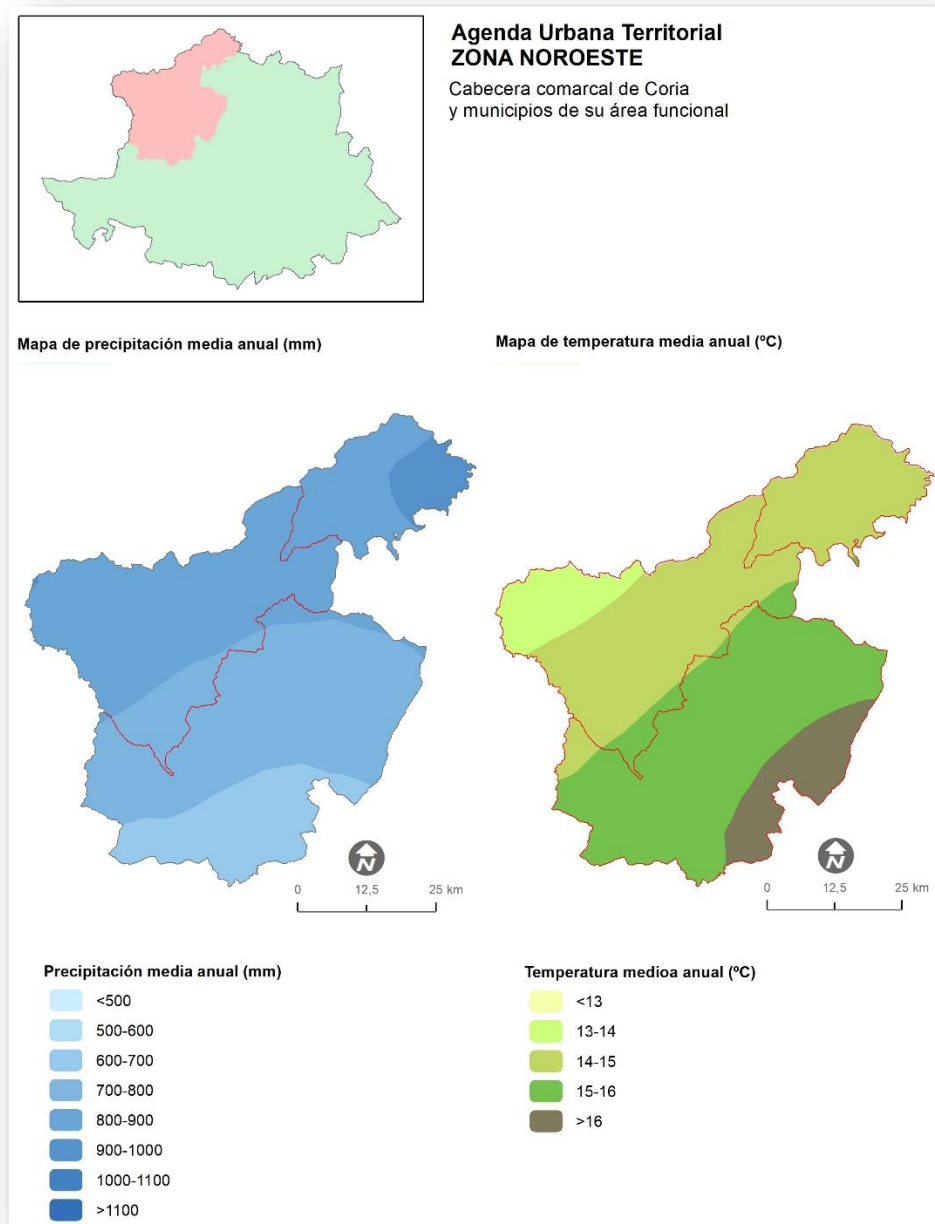 Agenda Urbana Territorial
ZONA NOROESTE
Cabecera comarcal de Coria
y municipios de su área funcional
Mapa de precipitación media anual (mm)
Mapa de temperatura media anual (ºC)
N
0 12,5 25 km
N
0 12,5 25 km
Precipitación media anual (mm)
<500
500-600
600-700
700-800
800-900
900-1000
1000-1100
>1100
Temperatura medioa anual (ºC)
<13
13-14
14-15
15-16
>16